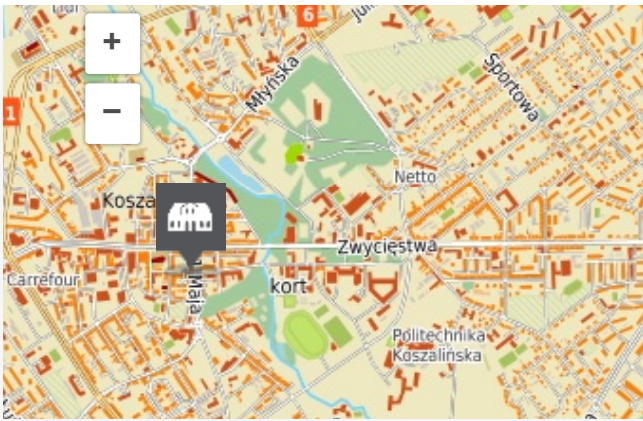 6
+
Młyńska
Sportowa
−
1
Netto
Kosza
Zwycięstwa
Carrefour
Maja
kort
Politechnika
Koszalińska